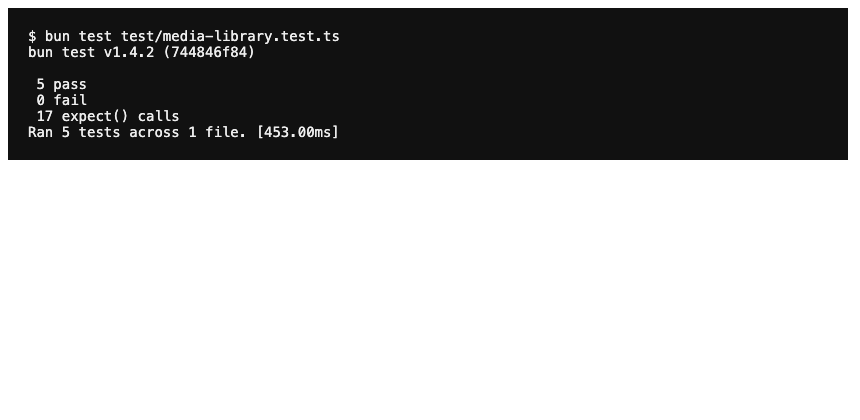 $ bun test test/media-library.test.ts
bun test v1.4.2 (744846f84)
5 pass
0 fail
17 expect() calls
Ran 5 tests across 1 file. [453.00ms]